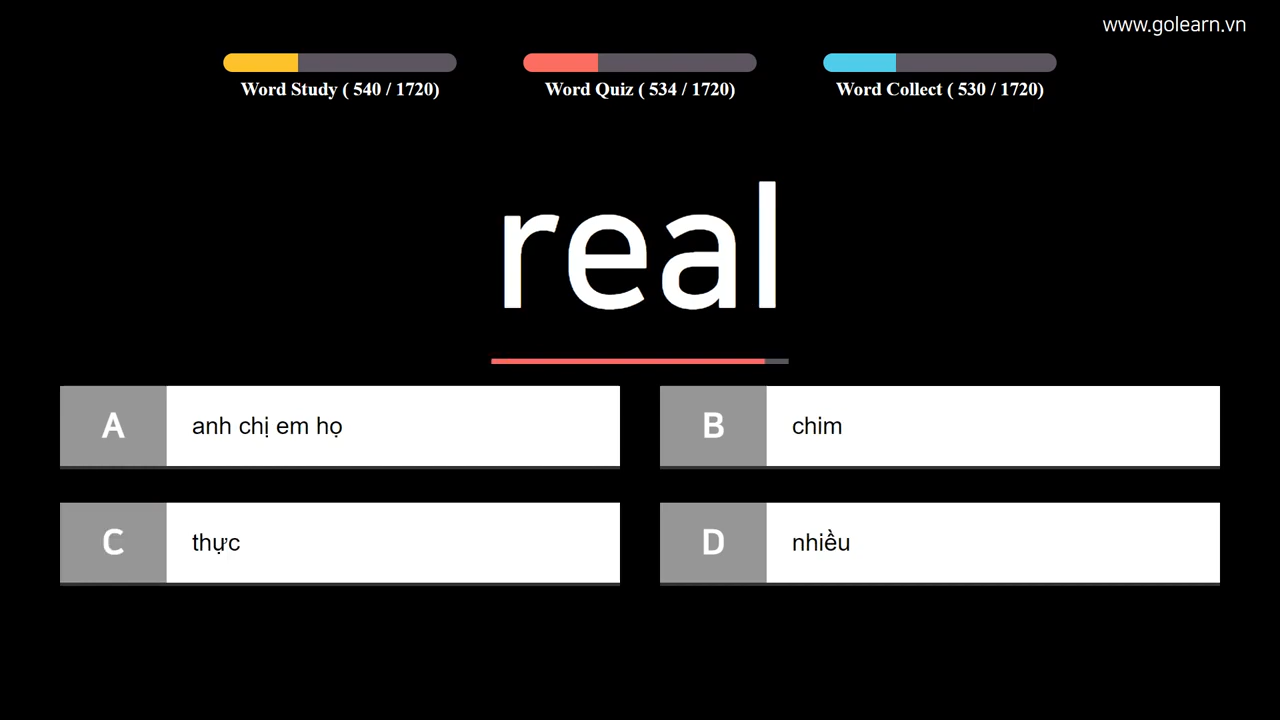 www.golearn.vn
Word Study ( 540 / 1720)
Word Quiz ( 534 / 1720)
Word Collect ( 530 / 1720)
real
A anh chị em họ
B chim
C thực
D nhiều